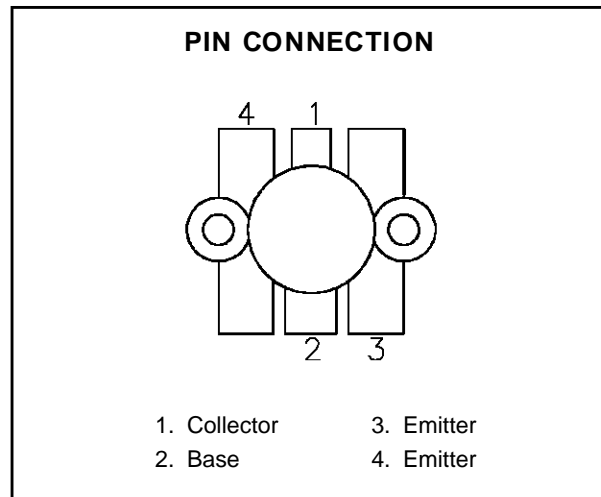 PIN CONNECTION
4 1
2 3
1. Collector 3. Emitter
2. Base 4. Emitter